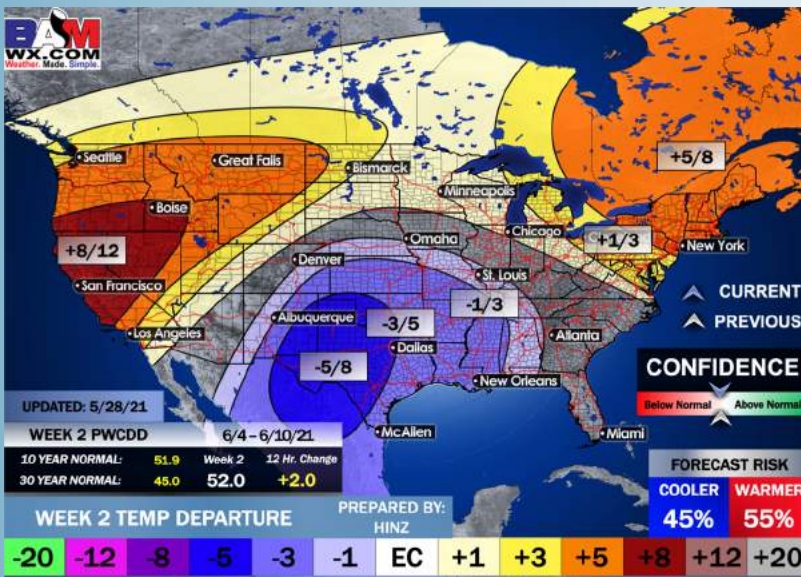 BAM
WX.COM
Weather. Made. Simple.
Seattle
Great Falls
Bismarck
+5/8
Minneapolis
Boise
+8/12
Omaha
Chicago
+1/3
New York
Denver
St. Louis
San Francisco
CURRENT
-1/3
PREVIOUS
Albuquerque
-3/5
Los Angeles
Atlanta
Dallas
-5/8
CONFIDENCE
New Orleans
Below Normal
Above Normal
UPDATED: 5/28/21
McAllen
Miami
WEEK 2 PWCDD 6/4 – 6/10/21
10 YEAR NORMAL: 51.9 Week 2 12 Hr. Change
30 YEAR NORMAL: 45.0 52.0 +2.0
FORECAST RISK
COOLER WARMER
45% 55%
WEEK 2 TEMP DEPARTURE
PREPARED BY:
HINZ
-20 -12 -8 -5 -3 -1 EC +1 +3 +5 +8 +12 +20